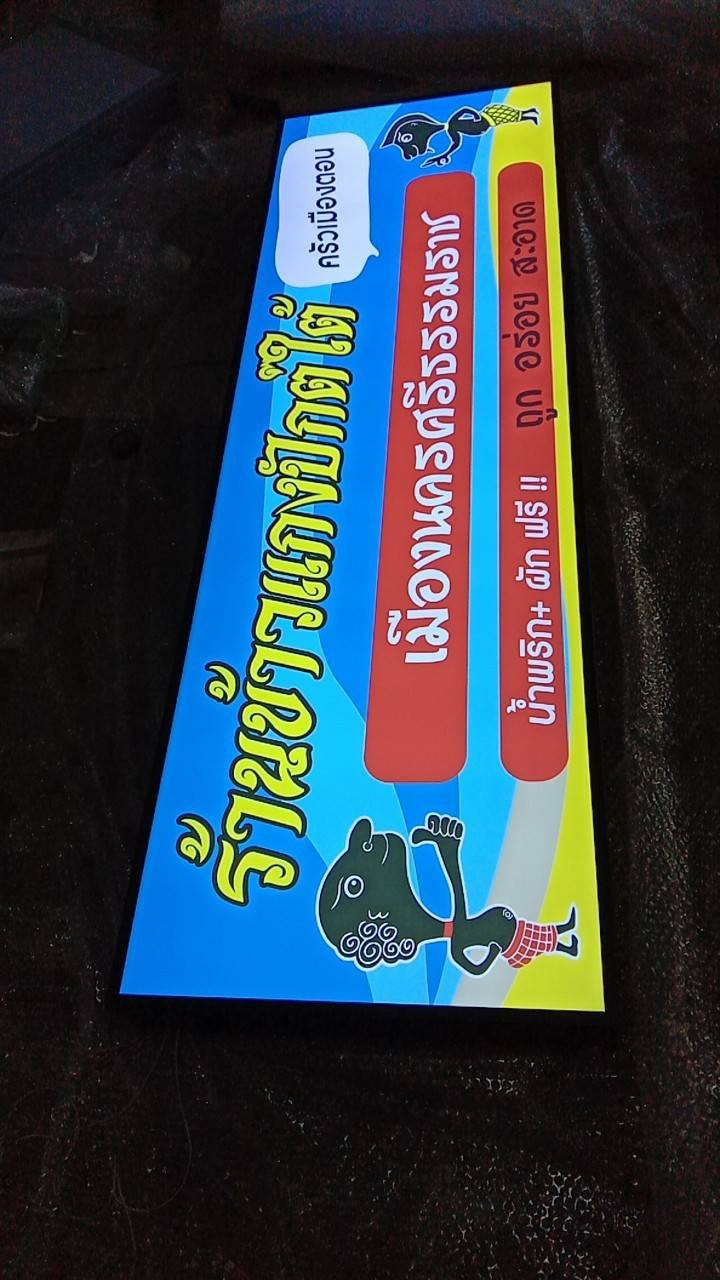 ร้านข้าวแกงปักต์ใต้
ครัวเมืองตอน
เมืองนครศรีธรรมราช
น้ำพริก+ ผัก ฟรี !! ถูก อร่อย สะอาด